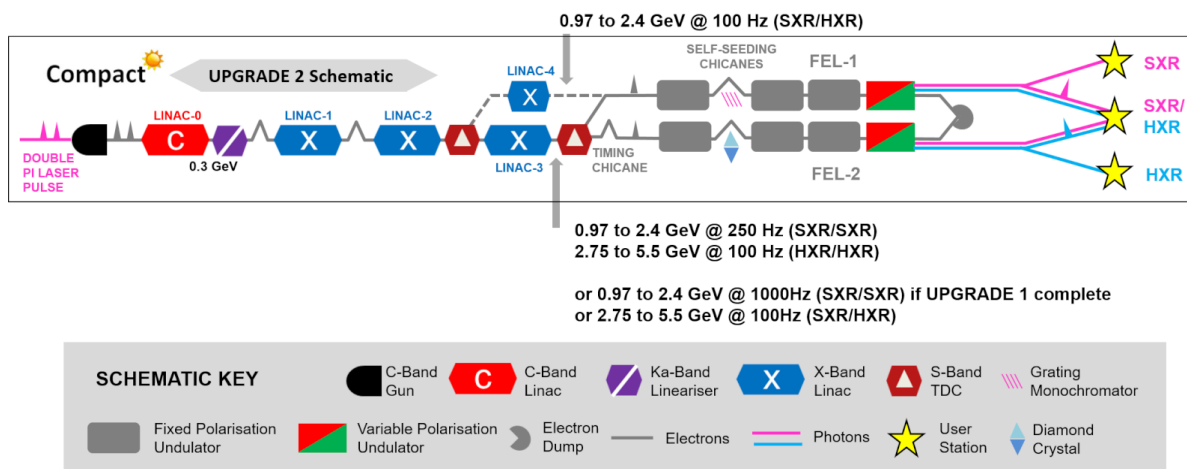 0.97 to 2.4 GeV @ 100 Hz (SXR/HXR)
Compact
UPGRADE 2 Schematic
LINAC-4
X
SELF-SEEDING
CHICANES
FEL-1
SXR
LINAC-0
C
LINAC-1
X
LINAC-2
X
X
LINAC-3
SXR/
HXR
DOUBLE
PI LASER
PULSE
0.3 GeV
TIMING
CHICANE
FEL-2
HXR
0.97 to 2.4 GeV @ 250 Hz (SXR/SXR)
2.75 to 5.5 GeV @ 100 Hz (HXR/HXR)
or 0.97 to 2.4 GeV @ 1000Hz (SXR/SXR) if UPGRADE 1 complete
or 2.75 to 5.5 GeV @ 100Hz (SXR/HXR)
SCHEMATIC KEY
C-Band
Gun
C
C-Band
Linac
Ka-Band
Lineariser
X
X-Band
Linac
S-Band
TDC
Grating
Monochromator
Fixed Polarisation
Undulator
Variable Polarisation
Undulator
Electron
Dump
Electrons
Photons
User
Station
Diamond
Crystal